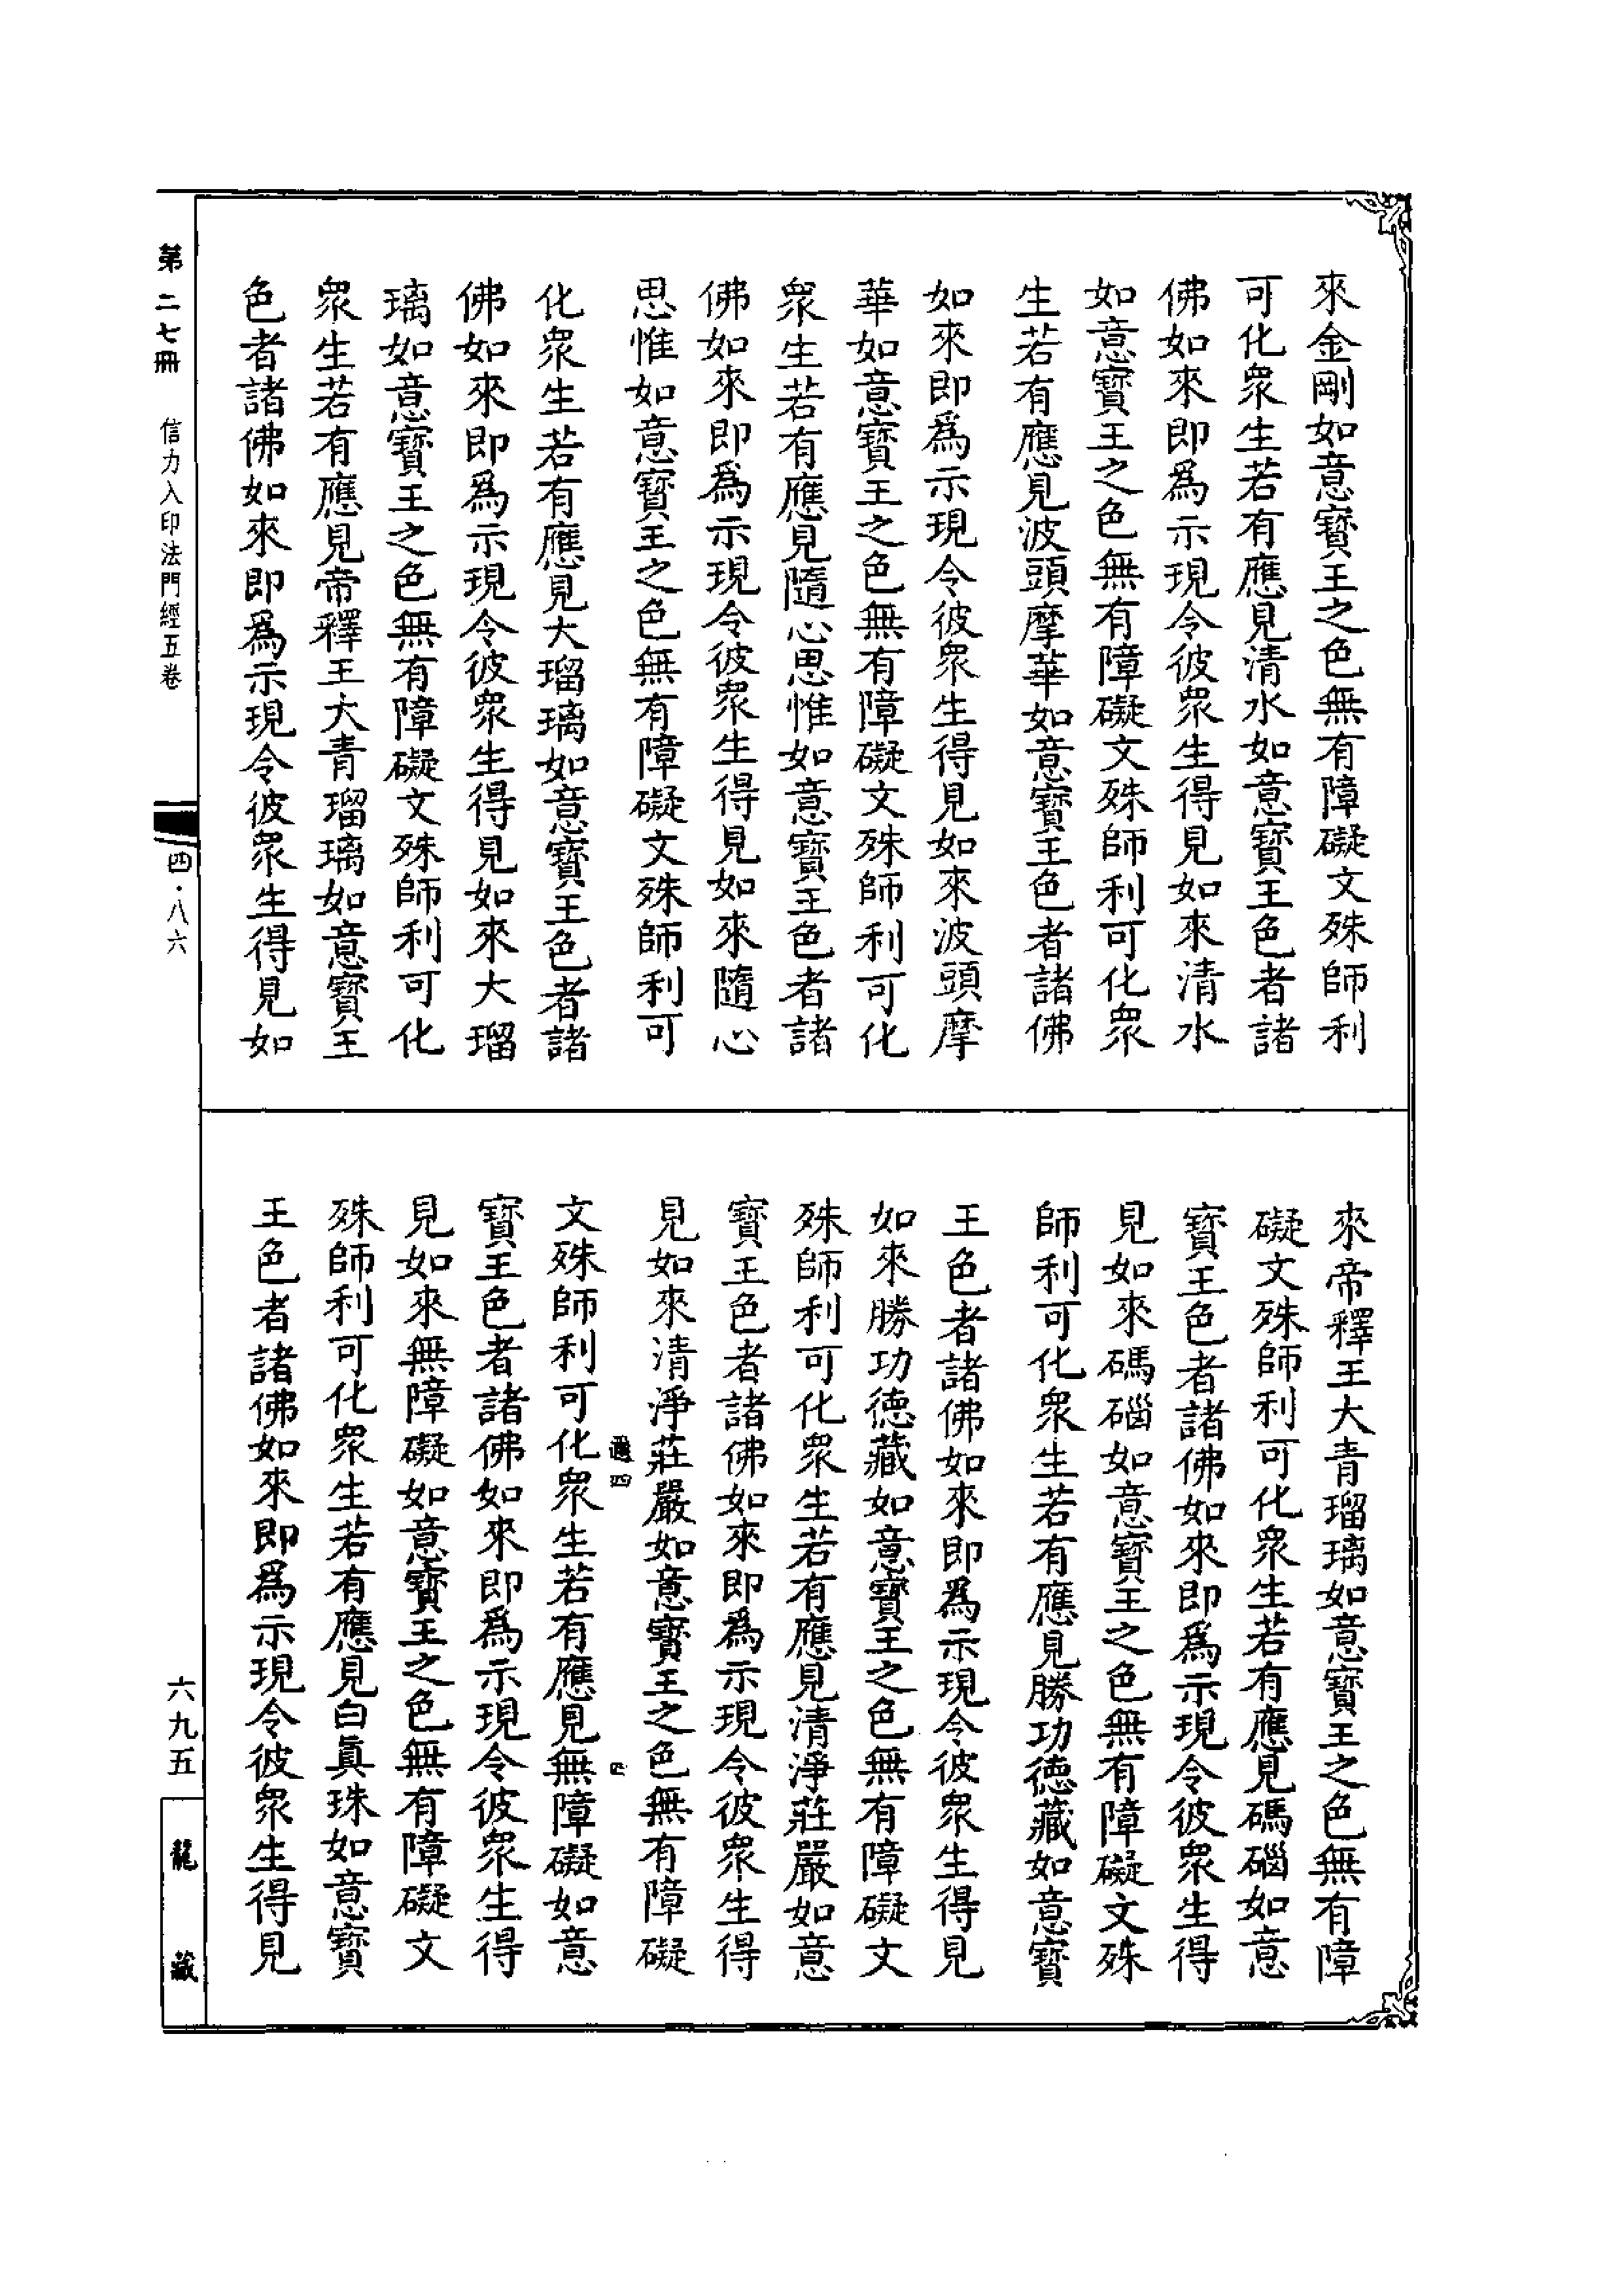 來金剛如意寶王之色無有障礙文殊師利
可化衆生若有應見清水如意寶王色者諸
佛如來即爲示現令彼衆生得見如來清水
如意寶王之色無有障礙文殊師利可化衆
生若有應見波頭摩華如意寶王色者諸佛
如來即爲示現令彼衆生得見如來波頭摩
華如意寶王之色無有障礙文殊師利可化
衆生若有應見隨心思惟如意寶王色者諸
佛如來即爲示現令彼衆生得見如來隨心
思惟如意寶王之色無有障礙文殊師利可
化衆生若有應見大瑠璃如意寶王色者諸
佛如來即爲示現令彼衆生得見如來大瑠
璃如意寶王之色無有障礙文殊師利可化
衆生若有應見帝釋王大青瑠璃如意寶王
色者諸佛如來即爲示現令彼衆生得見如
來帝釋王大青瑠璃如意寶王之色無有障
礙文殊師利可化衆生若有應見碼碯如意
寶王色者諸佛如來即爲示現令彼衆生得
見如來碼碯如意寶王之色無有障礙文殊
師利可化衆生若有應見勝功德藏如意寶
王色者諸佛如來即爲示現令彼衆生得見
如來勝功德藏如意寶王之色無有障礙文
殊師利可化衆生若有應見清淨莊嚴如意
寶王色者諸佛如來即爲示現令彼衆生得
見如來清淨莊嚴如意寶王之色無有障礙
四
四
文殊師利可化衆生若有應見無障礙如意
寶王色者諸佛如來即爲示現令彼衆生得
見如來無障礙如意寶王之色無有障礙文
殊師利可化衆生若有應見白眞珠如意寶
王色者諸佛如來即爲示現令彼衆生得見
第二七冊 信力入印法門經五卷 四·八六
六九五 龍藏